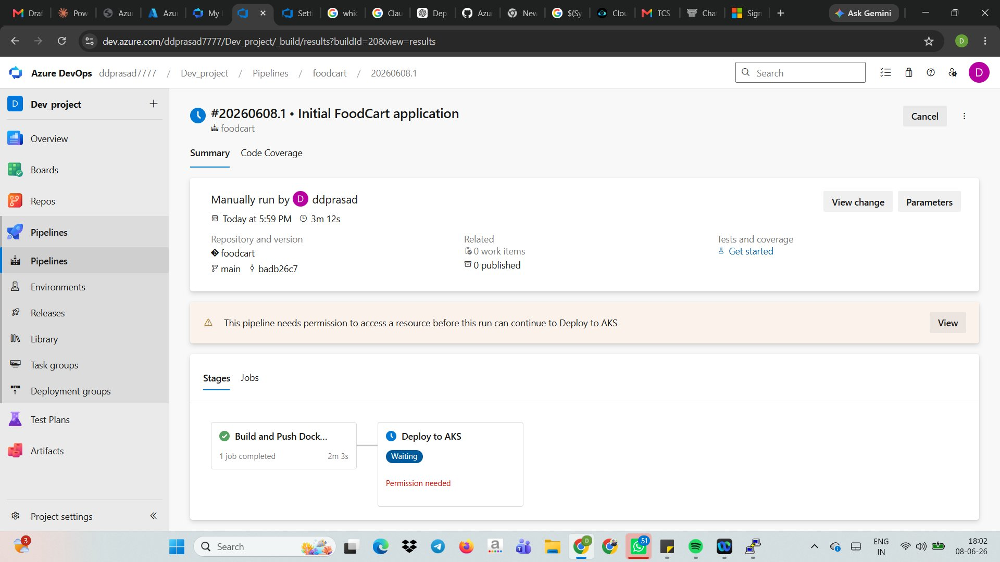 Draf
Pow
Azur
Azur
My
Setti
whic
Clau
Dep
Azur
New
$(Sy
Clou
TCS
Chat
Sign
Ask Gemini
dev.azure.com/ddprasad7777/Dev_project/_build/results?buildId=20&view=results
D
Azure DevOps ddprasad7777 / Dev_project / Pipelines / foodcart / 20260608.1
Search
D
D Dev_project
Overview
Boards
Repos
Pipelines
Pipelines
Environments
Releases
Library
Task groups
Deployment groups
Test Plans
Artifacts
Project settings
#20260608.1 • Initial FoodCart application
foodcart
Cancel
Summary Code Coverage
Manually run by D ddprasad
View change Parameters
Today at 5:59 PM 3m 12s
Repository and version
foodcart
main badb26c7
Related
0 work items
0 published
Tests and coverage
Get started
This pipeline needs permission to access a resource before this run can continue to Deploy to AKS
View
Stages Jobs
Build and Push Dock...
1 job completed 2m 3s
Deploy to AKS
Waiting
Permission needed
3
Search
a
D
51
ENG
IN
18:02
08-06-26